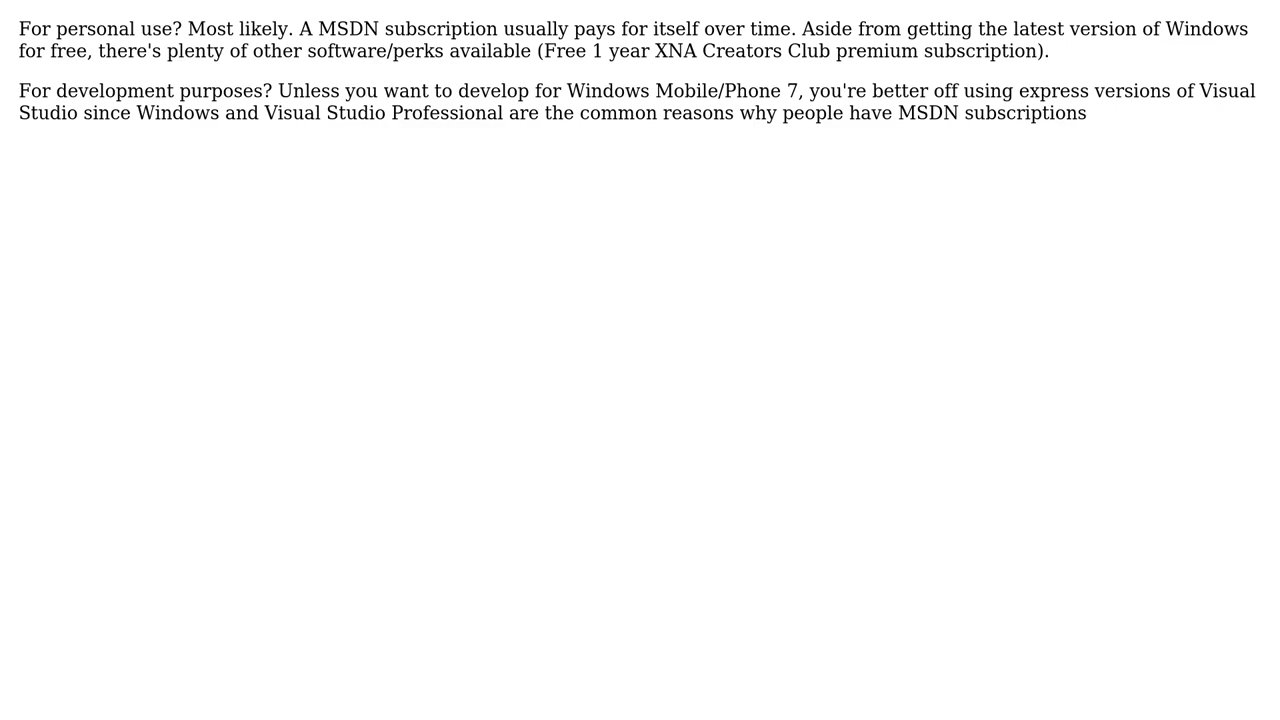 For personal use? Most likely. A MSDN subscription usually pays for itself over time. Aside from getting the latest version of Windows
for free, there's plenty of other software/perks available (Free 1 year XNA Creators Club premium subscription).
For development purposes? Unless you want to develop for Windows Mobile/Phone 7, you're better off using express versions of Visual
Studio since Windows and Visual Studio Professional are the common reasons why people have MSDN subscriptions